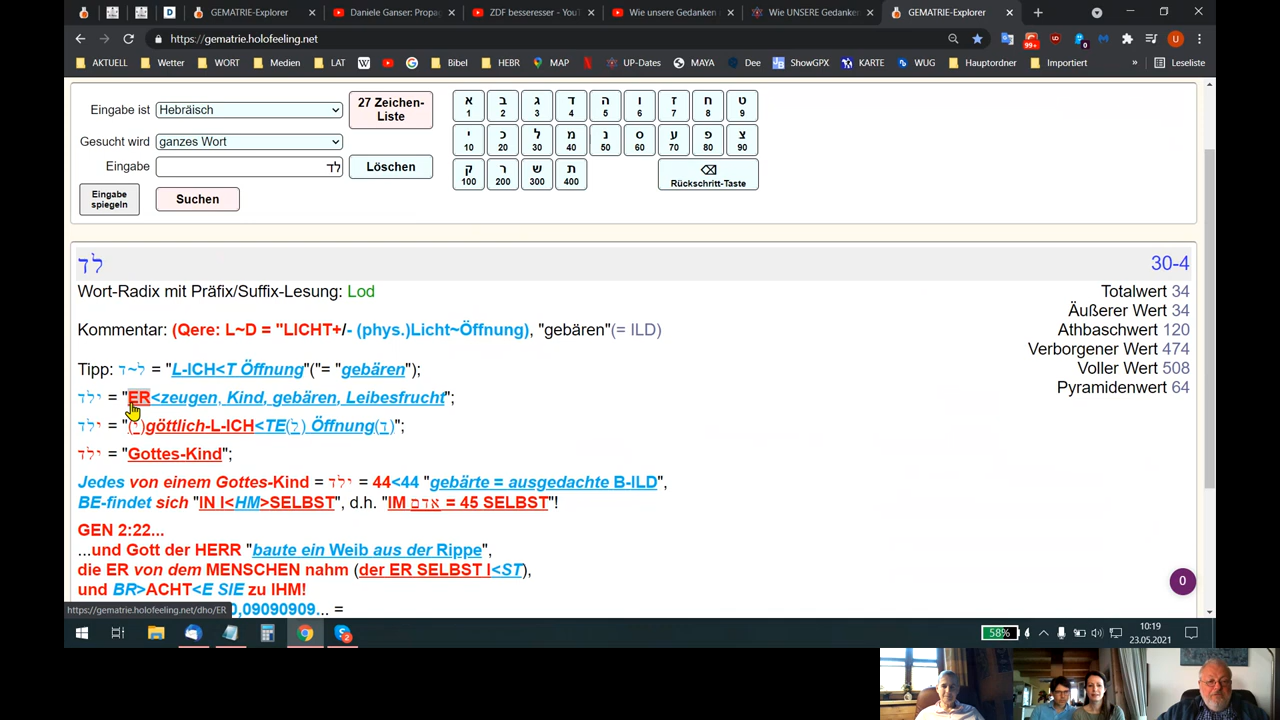 GEMATRIE-Explorer
Daniele Ganser: Propag
ZDF besseresser - YouT
Wie unsere Gedanken
Wie UNSERE Gedanken
GEMATRIE-Explorer
https://gematrie.holofeeling.net
99+
0
U
AKTUELL
Wetter
WORT
Medien
LAT
Bibel
HEBR
MAP
UP-Dates
MAYA
Dee
ShowGPX
KARTE
WUG
Hauptordner
Importiert
»
Leseliste
Eingabe ist
Hebräisch
27 Zeichen-
Liste
Gesucht wird
ganzes Wort
Eingabe
לד
Löschen
Eingabe
spiegeln
Suchen
א ב ג ד ה ו ז ח ט
1 2 3 4 5 6 7 8 9
י כ ל מ נ ס ע פ צ
10 20 30 40 50 60 70 80 90
ק ר ש ת
100 200 300 400
Rückschritt-Taste
לד
30-4
Wort-Radix mit Präfix/Suffix-Lesung: Lod
Totalwert 34
Äußerer Wert 34
Athbaschwert 120
Verborgener Wert 474
Voller Wert 508
Pyramidenwert 64
Kommentar: (Qere: L~D = "LICHT+/- (phys.)Licht~Öffnung), "gebären"(= ILD)
Tipp: ל~ד = "L-ICH<T Öffnung"("= "gebären");
ילד = "ER<zeugen, Kind, gebären, Leibesfrucht";
ילד = "(י)göttlich-L-ICH<TE(ל) Öffnung(ד)";
ילד = "Gottes-Kind";
Jedes von einem Gottes-Kind = ילד = 44<44 "gebärte = ausgedachte B-ILD",
BE-findet sich "IN I<HM>SELBST", d.h. "IM אדם = 45 SELBST"!
GEN 2:22...
...und Gott der HERR "baute ein Weib aus der Rippe",
die ER von dem MENSCHEN nahm (der ER SELBST I<ST),
und BR>ACHT<E SIE zu IHM!
0,09090909... =
0
https://gematrie.holofeeling.net/dho/ER
58%
10:19
23.05.2021